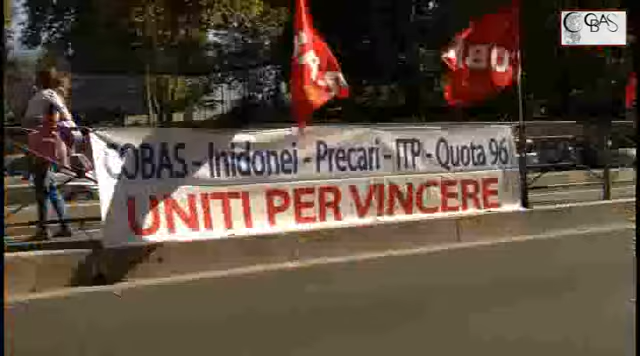 COBAS
COBAS - Inidonei - Precari - ITP - Quota 96
UNITI PER VINCERE